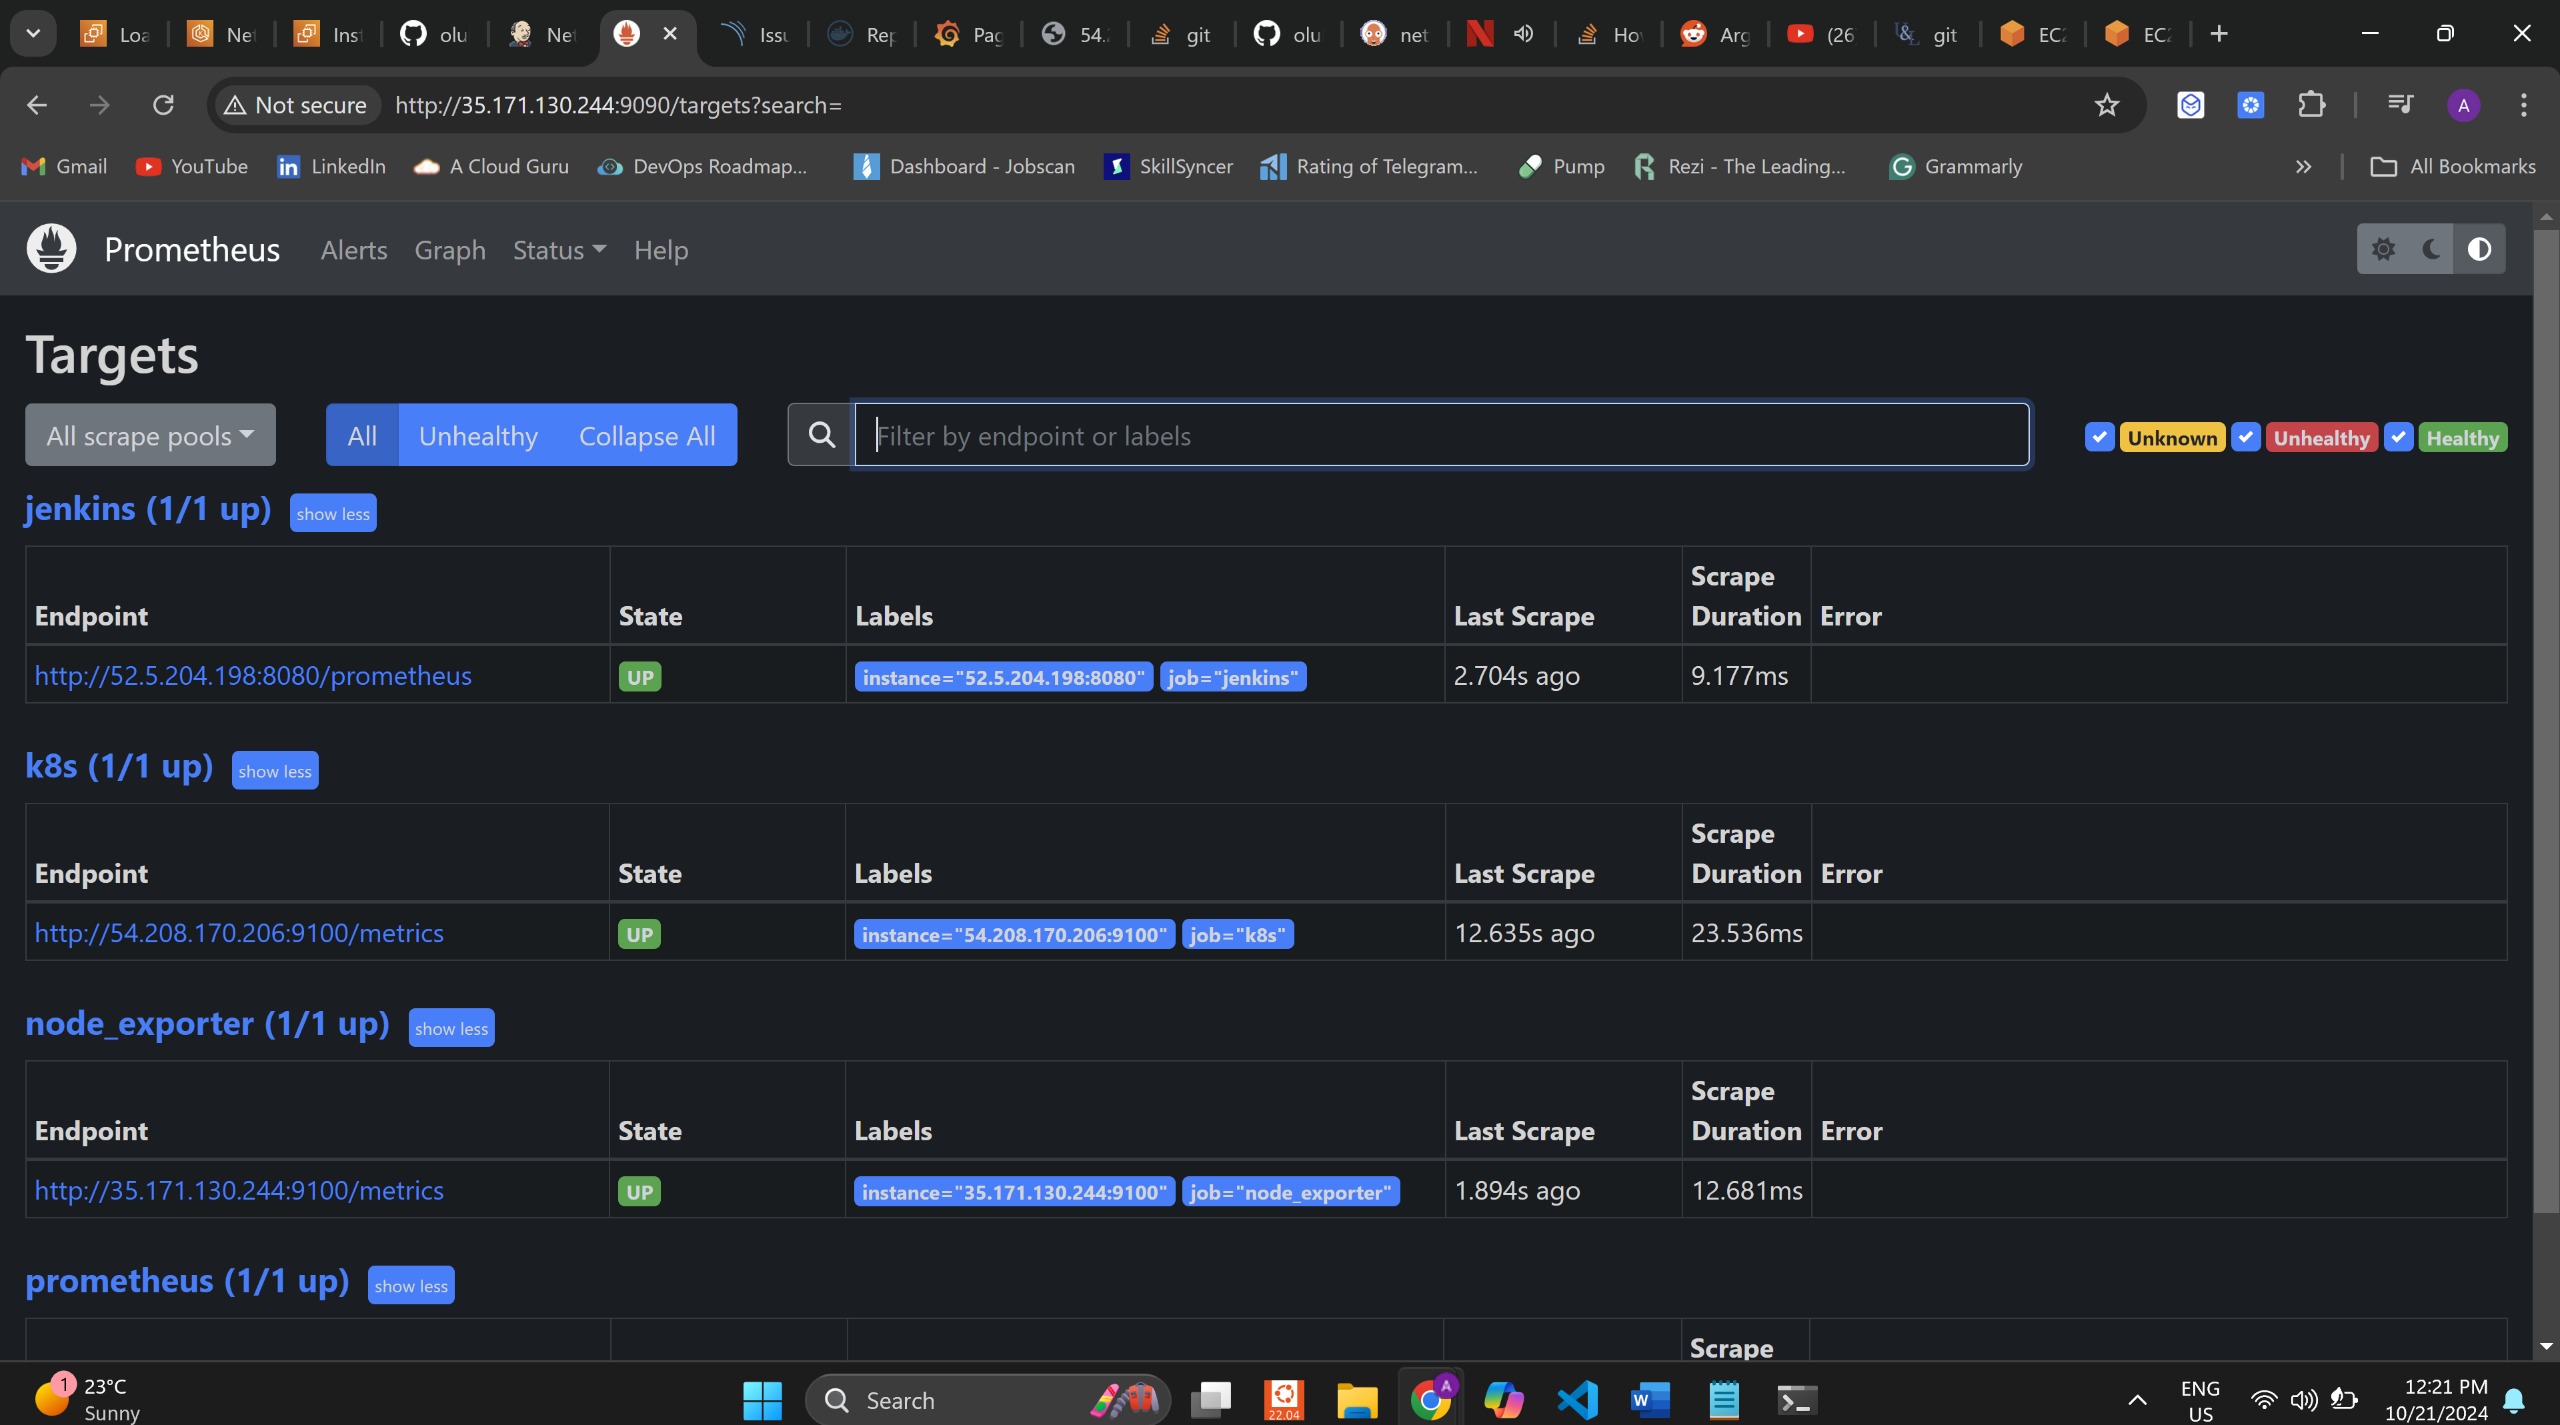 Loa
Net
Inst
olu
Net
Issu
Rep
Pag
54.
git
olu
net
Hov
Arg
(26
git
EC2
EC2
Not secure
http://35.171.130.244:9090/targets?search=
A
Gmail
YouTube
LinkedIn
A Cloud Guru
DevOps Roadmap...
Dashboard - Jobscan
SkillSyncer
Rating of Telegram...
Pump
Rezi - The Leading...
Grammarly
All Bookmarks
Prometheus Alerts Graph Status Help
Targets
All scrape pools All Unhealthy Collapse All Filter by endpoint or labels Unknown Unhealthy Healthy
jenkins (1/1 up) show less
Endpoint State Labels Last Scrape Scrape Duration Error
http://52.5.204.198:8080/prometheus UP instance="52.5.204.198:8080" job="jenkins" 2.704s ago 9.177ms
k8s (1/1 up) show less
Endpoint State Labels Last Scrape Scrape Duration Error
http://54.208.170.206:9100/metrics UP instance="54.208.170.206:9100" job="k8s" 12.635s ago 23.536ms
node_exporter (1/1 up) show less
Endpoint State Labels Last Scrape Scrape Duration Error
http://35.171.130.244:9100/metrics UP instance="35.171.130.244:9100" job="node_exporter" 1.894s ago 12.681ms
prometheus (1/1 up) show less
Scrape
1
23°C
Sunny
Search
22.04
A
W
ENG
US
12:21 PM
10/21/2024